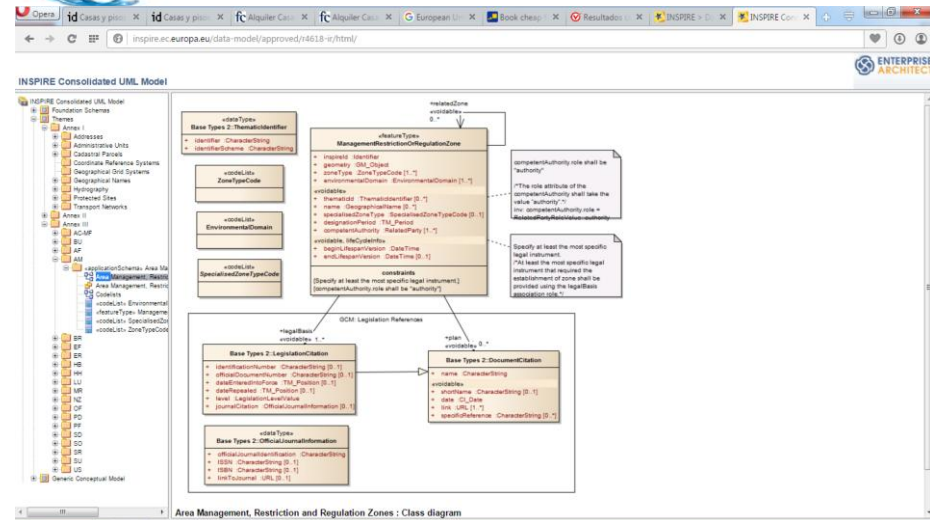 Opera
Casas y pisos
Casas y pisos
Alquiler Casa
Alquiler Casa
European Un
Book cheap
Resultados
INSPIRE
INSPIRE Con
inspire.ec.europa.eu/data-model/approved/r4618-ir/html/
ENTERPRISE
ARCHITECT
INSPIRE Consolidated UML Model
INSPIRE Consolidated UML Model
Foundation Schemas
Themes
Annex I
Addresses
Administrative Units
Cadastral Parcels
Coordinate Reference Systems
Geographical Grid Systems
Geographical Names
Hydrography
Protected Sites
Transport Networks
Annex II
Annex III
AC-MF
BU
AF
AM
«applicationSchema» Area Ma
Area Management, Restric
Area Management, Restric
Codelists
«codeList» Environmental
«featureType» Manageme
«codeList» SpecialisedZo
«codeList» ZoneTypeCode
BR
EF
ER
HB
HH
LU
MR
NZ
OF
PD
PF
SD
SO
SR
SU
US
Generic Conceptual Model
«dataType»
Base Types 2::ThematicIdentifier
+ identifier :CharacterString
+ identifierScheme :CharacterString
«codeList»
ZoneTypeCode
«codeList»
EnvironmentalDomain
«codeList»
SpecialisedZoneTypeCode
+relatedZone
«voidable»
0..*
«featureType»
ManagementRestrictionOrRegulationZone
+ inspireId :Identifier
+ geometry :GM_Object
+ zoneType :ZoneTypeCode [1..*]
+ environmentalDomain :EnvironmentalDomain [1..*]
«voidable»
+ thematicId :ThematicIdentifier [0..*]
+ name :GeographicalName [0..*]
+ specialisedZoneType :SpecialisedZoneTypeCode [0..1]
+ designationPeriod :TM_Period
+ competentAuthority :RelatedParty [1..*]
«voidable, lifeCycleInfo»
+ beginLifespanVersion :DateTime
+ endLifespanVersion :DateTime [0..1]
constraints
{Specify at least the most specific legal instrument.}
{competentAuthority.role shall be "authority"}
competentAuthority.role shall be
"authority"
/*The role attribute of the
competentAuthority shall take the
value "authority".*/
inv: competentAuthority.role =
RelatedPartyRoleValue::authority
Specify at least the most specific
legal instrument.
/*At least the most specific legal
instrument that required the
establishment of zone shall be
provided using the legalBasis
association role.*/
GCM: Legislation References
+legalBasis
«voidable» 1..*
+plan
«voidable» 0..*
Base Types 2::LegislationCitation
+ identificationNumber :CharacterString [0..1]
+ officialDocumentNumber :CharacterString [0..1]
+ dateEnteredIntoForce :TM_Position [0..1]
+ dateRepealed :TM_Position [0..1]
+ level :LegislationLevelValue
+ journalCitation :OfficialJournalInformation [0..1]
Base Types 2::DocumentCitation
+ name :CharacterString
«voidable»
+ shortName :CharacterString [0..1]
+ date :CI_Date
+ link :URL [1..*]
+ specificReference :CharacterString [0..*]
«dataType»
Base Types 2::OfficialJournalInformation
+ officialJournalIdentification :CharacterString
+ ISSN :CharacterString [0..1]
+ ISBN :CharacterString [0..1]
+ linkToJournal :URL [0..1]
Area Management, Restriction and Regulation Zones : Class diagram